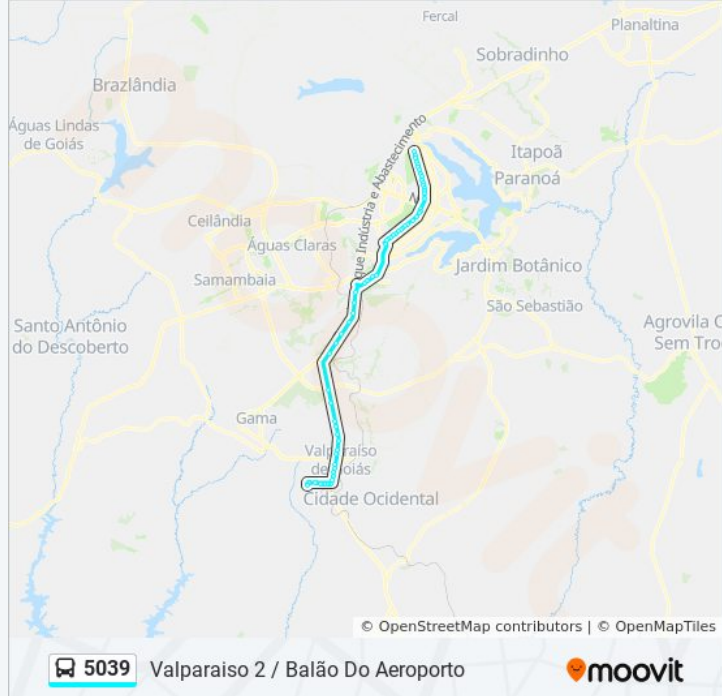 Fercal
Planaltina
Sobradinho
Brazlândia
Águas Lindas
de Goiás
Itapoã
Paranoá
que Indústria e Abastecimento
N
Ceilândia
Águas Claras
Jardim Botânico
Samambaia
São Sebastião
Santo Antônio
do Descoberto
Agrovila C
Sem Tro
Gama
Valparaíso
de Goiás
Cidade Ocidental
© OpenStreetMap contributors | © OpenMapTiles
5039 Valparaiso 2 / Balão Do Aeroporto
moovit